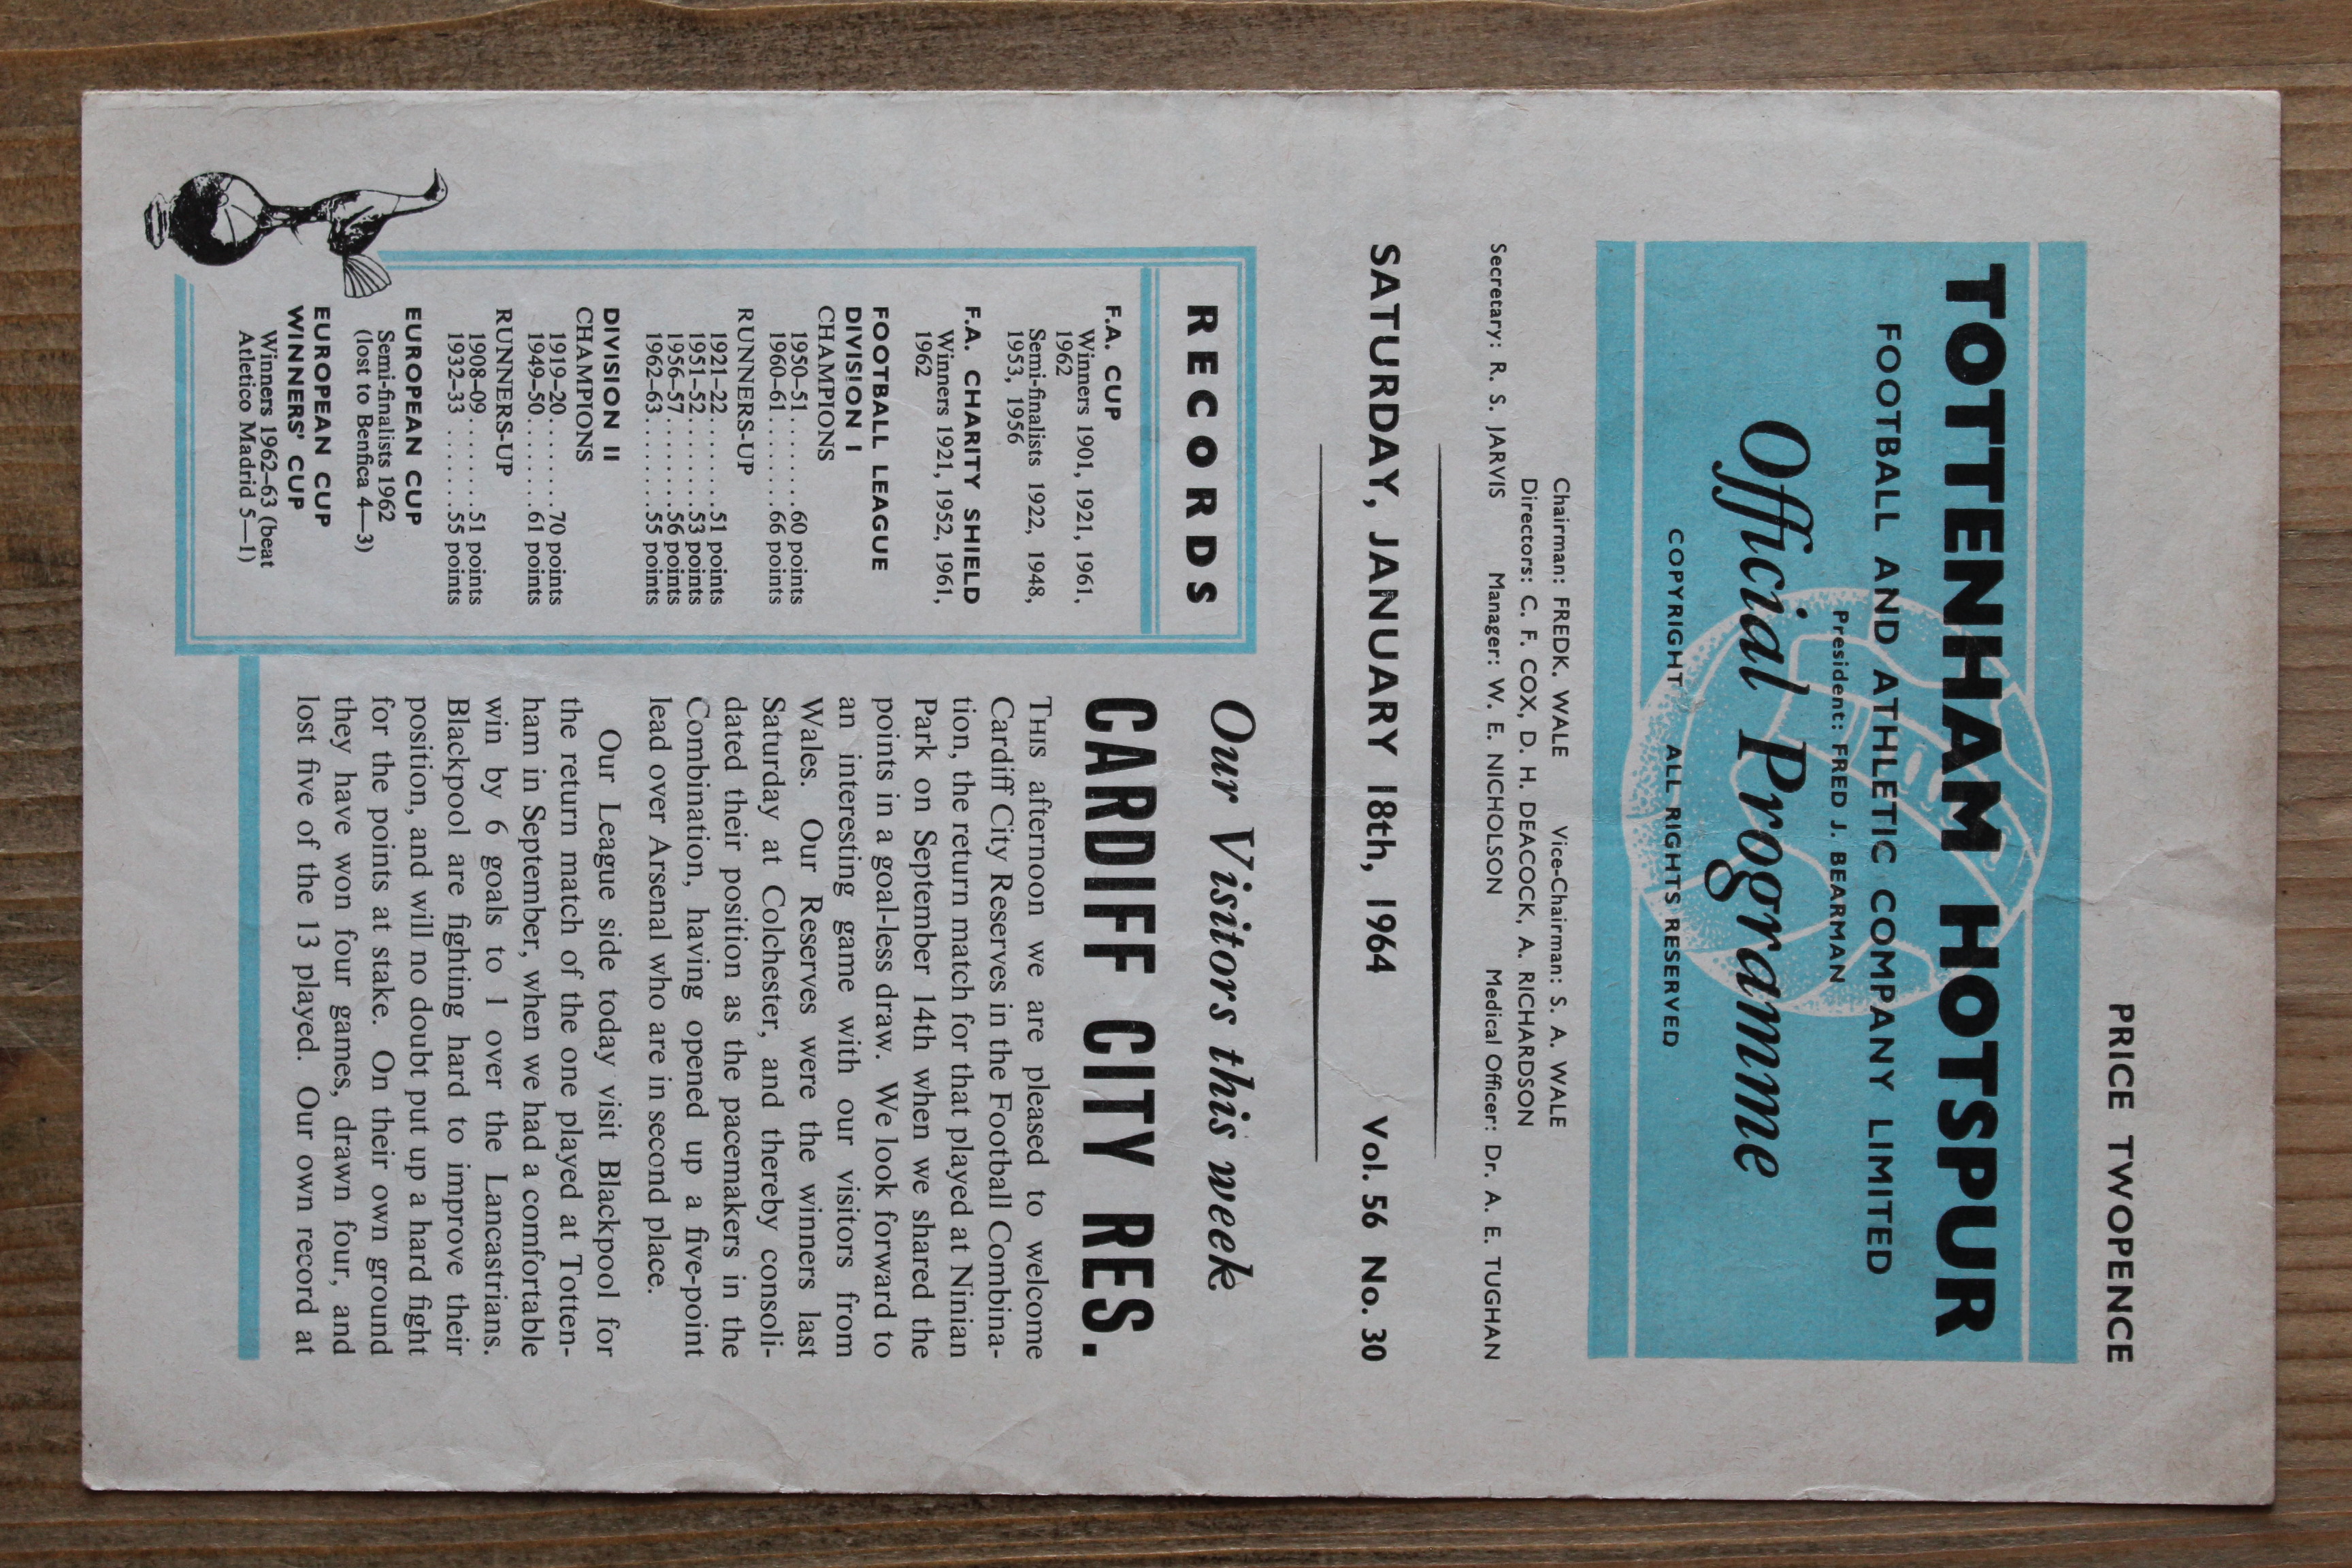 PRICE TWOPENCE
TOTTENHAM HOTSPUR
FOOTBALL AND ATHLETIC COMPANY LIMITED
President: FRED J. BEARMAN
Official Programme
COPYRIGHT ALL RIGHTS RESERVED
Chairman: FREDK. WALE Vice-Chairman: S. A. WALE
Directors: C. F. COX, D. H. DEACOCK, A. RICHARDSON
Secretary: R. S. JARVIS Manager: W. E. NICHOLSON Medical Officer: Dr. A. E. TUGHAN
SATURDAY, JANUARY 18th, 1964 Vol. 56 No. 30
RECORDS
F.A. CUP
Winners 1901, 1921, 1961,
1962
Semi-finalists 1922, 1948,
1953, 1956
F.A. CHARITY SHIELD
Winners 1921, 1952, 1961,
1962
FOOTBALL LEAGUE
DIVISION I
CHAMPIONS
1950–51........60 points
1960–61........66 points
RUNNERS-UP
1921–22........51 points
1951–52........53 points
1956–57........56 points
1962–63........55 points
DIVISION II
CHAMPIONS
1919–20........70 points
1949–50........61 points
RUNNERS-UP
1908–09........51 points
1932–33 .......55 points
EUROPEAN CUP
Semi-finalists 1962
(lost to Benfica 4—3)
EUROPEAN CUP
WINNERS' CUP
Winners 1962–63 (beat
Atletico Madrid 5—1)
Our Visitors this week
CARDIFF CITY RES.
THIS afternoon we are pleased to welcome
Cardiff City Reserves in the Football Combina-
tion, the return match for that played at Ninian
Park on September 14th when we shared the
points in a goal-less draw. We look forward to
an interesting game with our visitors from
Wales. Our Reserves were the winners last
Saturday at Colchester, and thereby consoli-
dated their position as the pacemakers in the
Combination, having opened up a five-point
lead over Arsenal who are in second place.
Our League side today visit Blackpool for
the return match of the one played at Totten-
ham in September, when we had a comfortable
win by 6 goals to 1 over the Lancastrians.
Blackpool are fighting hard to improve their
position, and will no doubt put up a hard fight
for the points at stake. On their own ground
they have won four games, drawn four, and
lost five of the 13 played. Our own record at